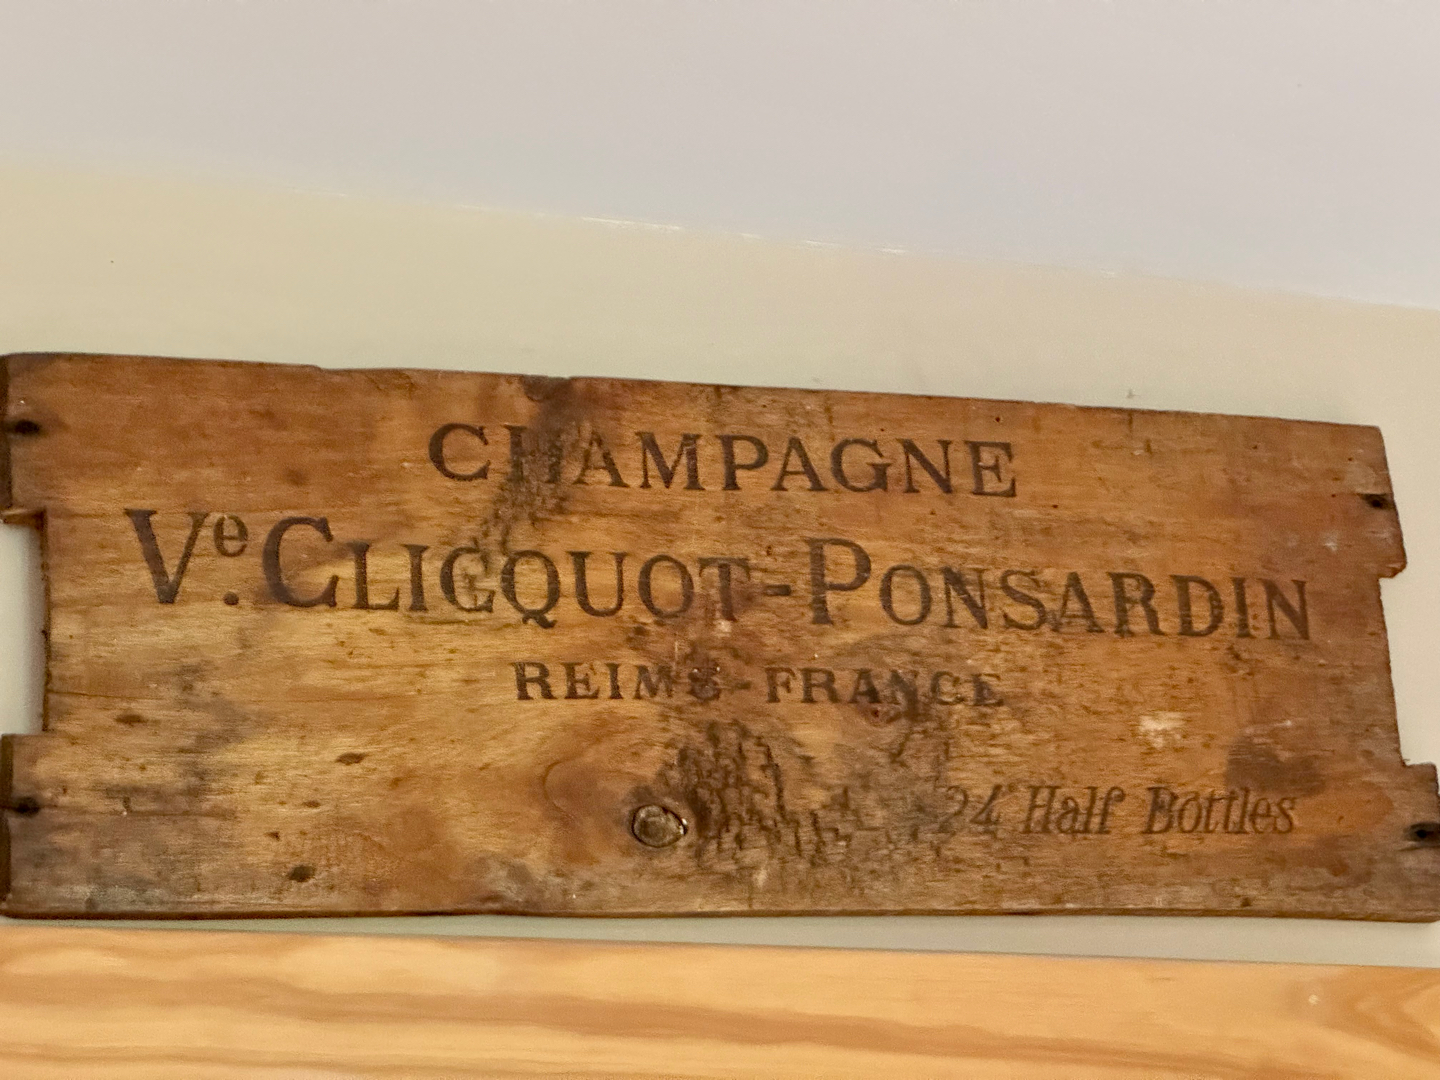 CHAMPAGNE
Ve. CLICQUOT-PONSARDIN
REIMS-FRANCE
24 Half Bottles